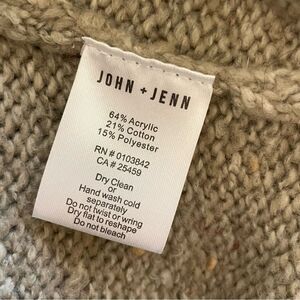 JOHN + JENN
64% Acrylic
21% Cotton
15% Polyester
RN # 0103842
CA # 25459
Dry Clean
or
Hand wash cold
separately
Do not twist or wring
Dry flat to reshape
Do not bleach